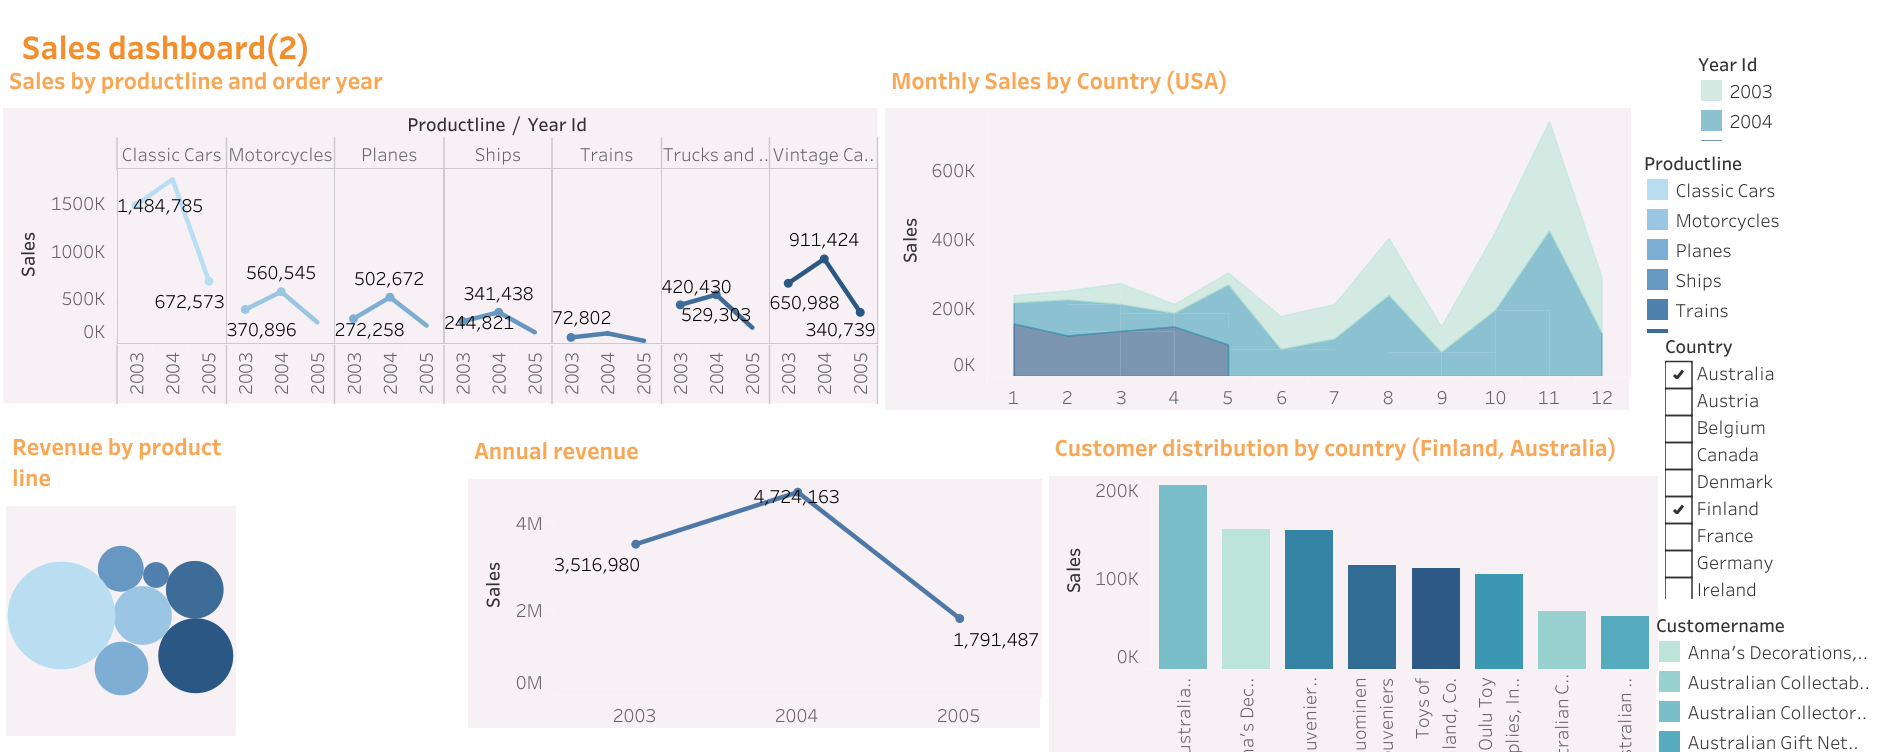 Sales dashboard(2)
Sales by productline and order year
Productline / Year Id
Classic Cars Motorcycles Planes Ships Trains Trucks and .. Vintage Ca..
Sales
1500K
1000K
500K
0K
1,484,785
672,573
560,545
370,896
502,672
272,258
341,438
244,821
72,802
420,430
529,303
911,424
650,988
340,739
2003 2004 2005 2003 2004 2005 2003 2004 2005 2003 2004 2005 2003 2004 2005 2003 2004 2005 2003 2004 2005
Monthly Sales by Country (USA)
Sales
600K
400K
200K
0K
1 2 3 4 5 6 7 8 9 10 11 12
Year Id
2003
2004
Productline
Classic Cars
Motorcycles
Planes
Ships
Trains
Country
Australia
Austria
Belgium
Canada
Denmark
Finland
France
Germany
Ireland
Revenue by product
line
Annual revenue
Sales
4M
2M
0M
3,516,980
4,724,163
1,791,487
2003 2004 2005
Customer distribution by country (Finland, Australia)
Sales
200K
100K
0K
ustralia..
na's Dec..
uvenier..
uominen
uveniers
Toys of
land, Co.
Oulu Toy
plies, In..
tralian C..
stralian ..
Customername
Anna's Decorations,..
Australian Collectab..
Australian Collector..
Australian Gift Net..